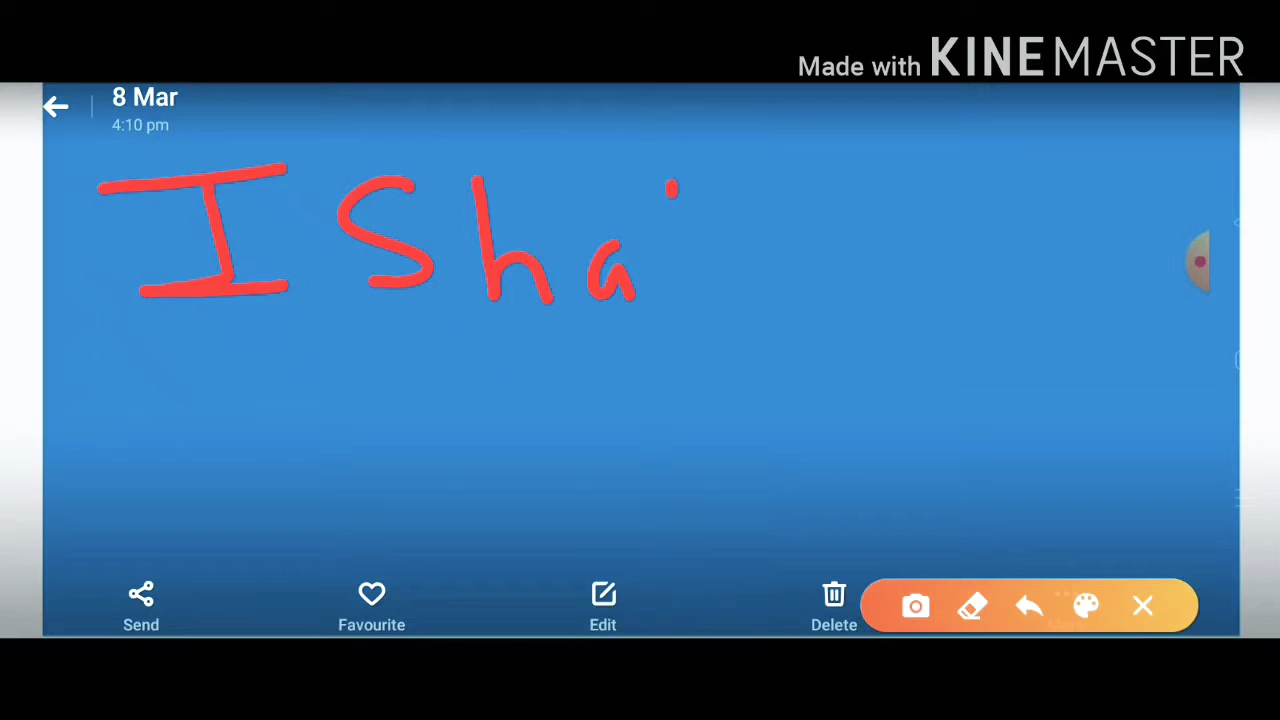 Made with KINEMASTER
8 Mar
4:10 pm
ISha
Send
Favourite
Edit
Delete